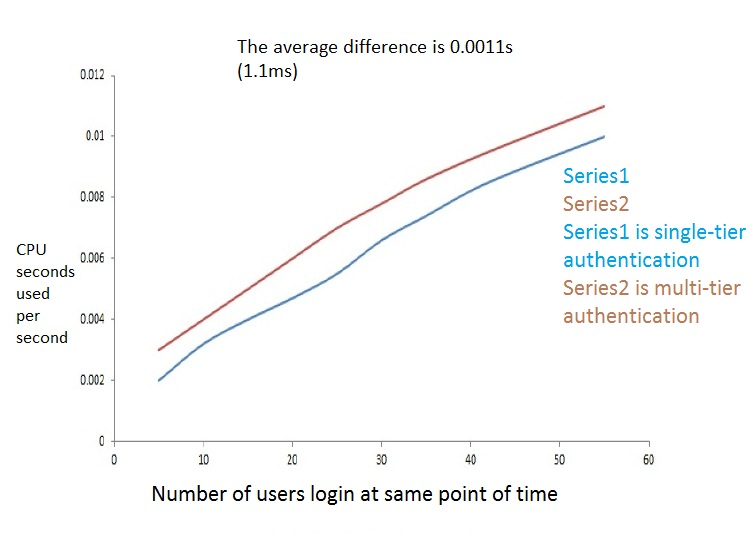 The average difference is 0.0011s
(1.1ms)
0.012
0.01
0.008
0.006
0.004
0.002
0
CPU
seconds
used
per
second
Series1
Series2
Series1 is single-tier
authentication
Series2 is multi-tier
authentication
0 10 20 30 40 50 60
Number of users login at same point of time